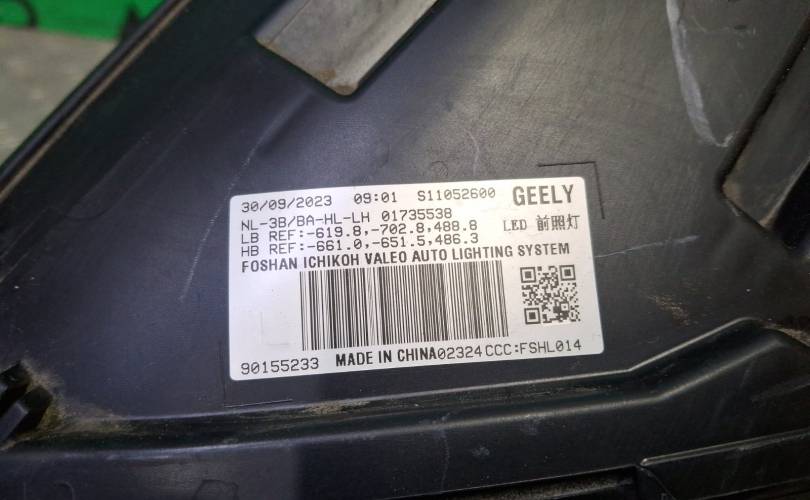 30/09/2023 09:01 S11052600 GEELY
NL-3B/BA-HL-LH 01735538
LB REF:-619.8,-702.8,488.8 LED 前照灯
HB REF:-661.0,-651.5,486.3
FOSHAN ICHIKOH VALEO AUTO LIGHTING SYSTEM
90155233 MADE IN CHINA02324CCC:FSHL014